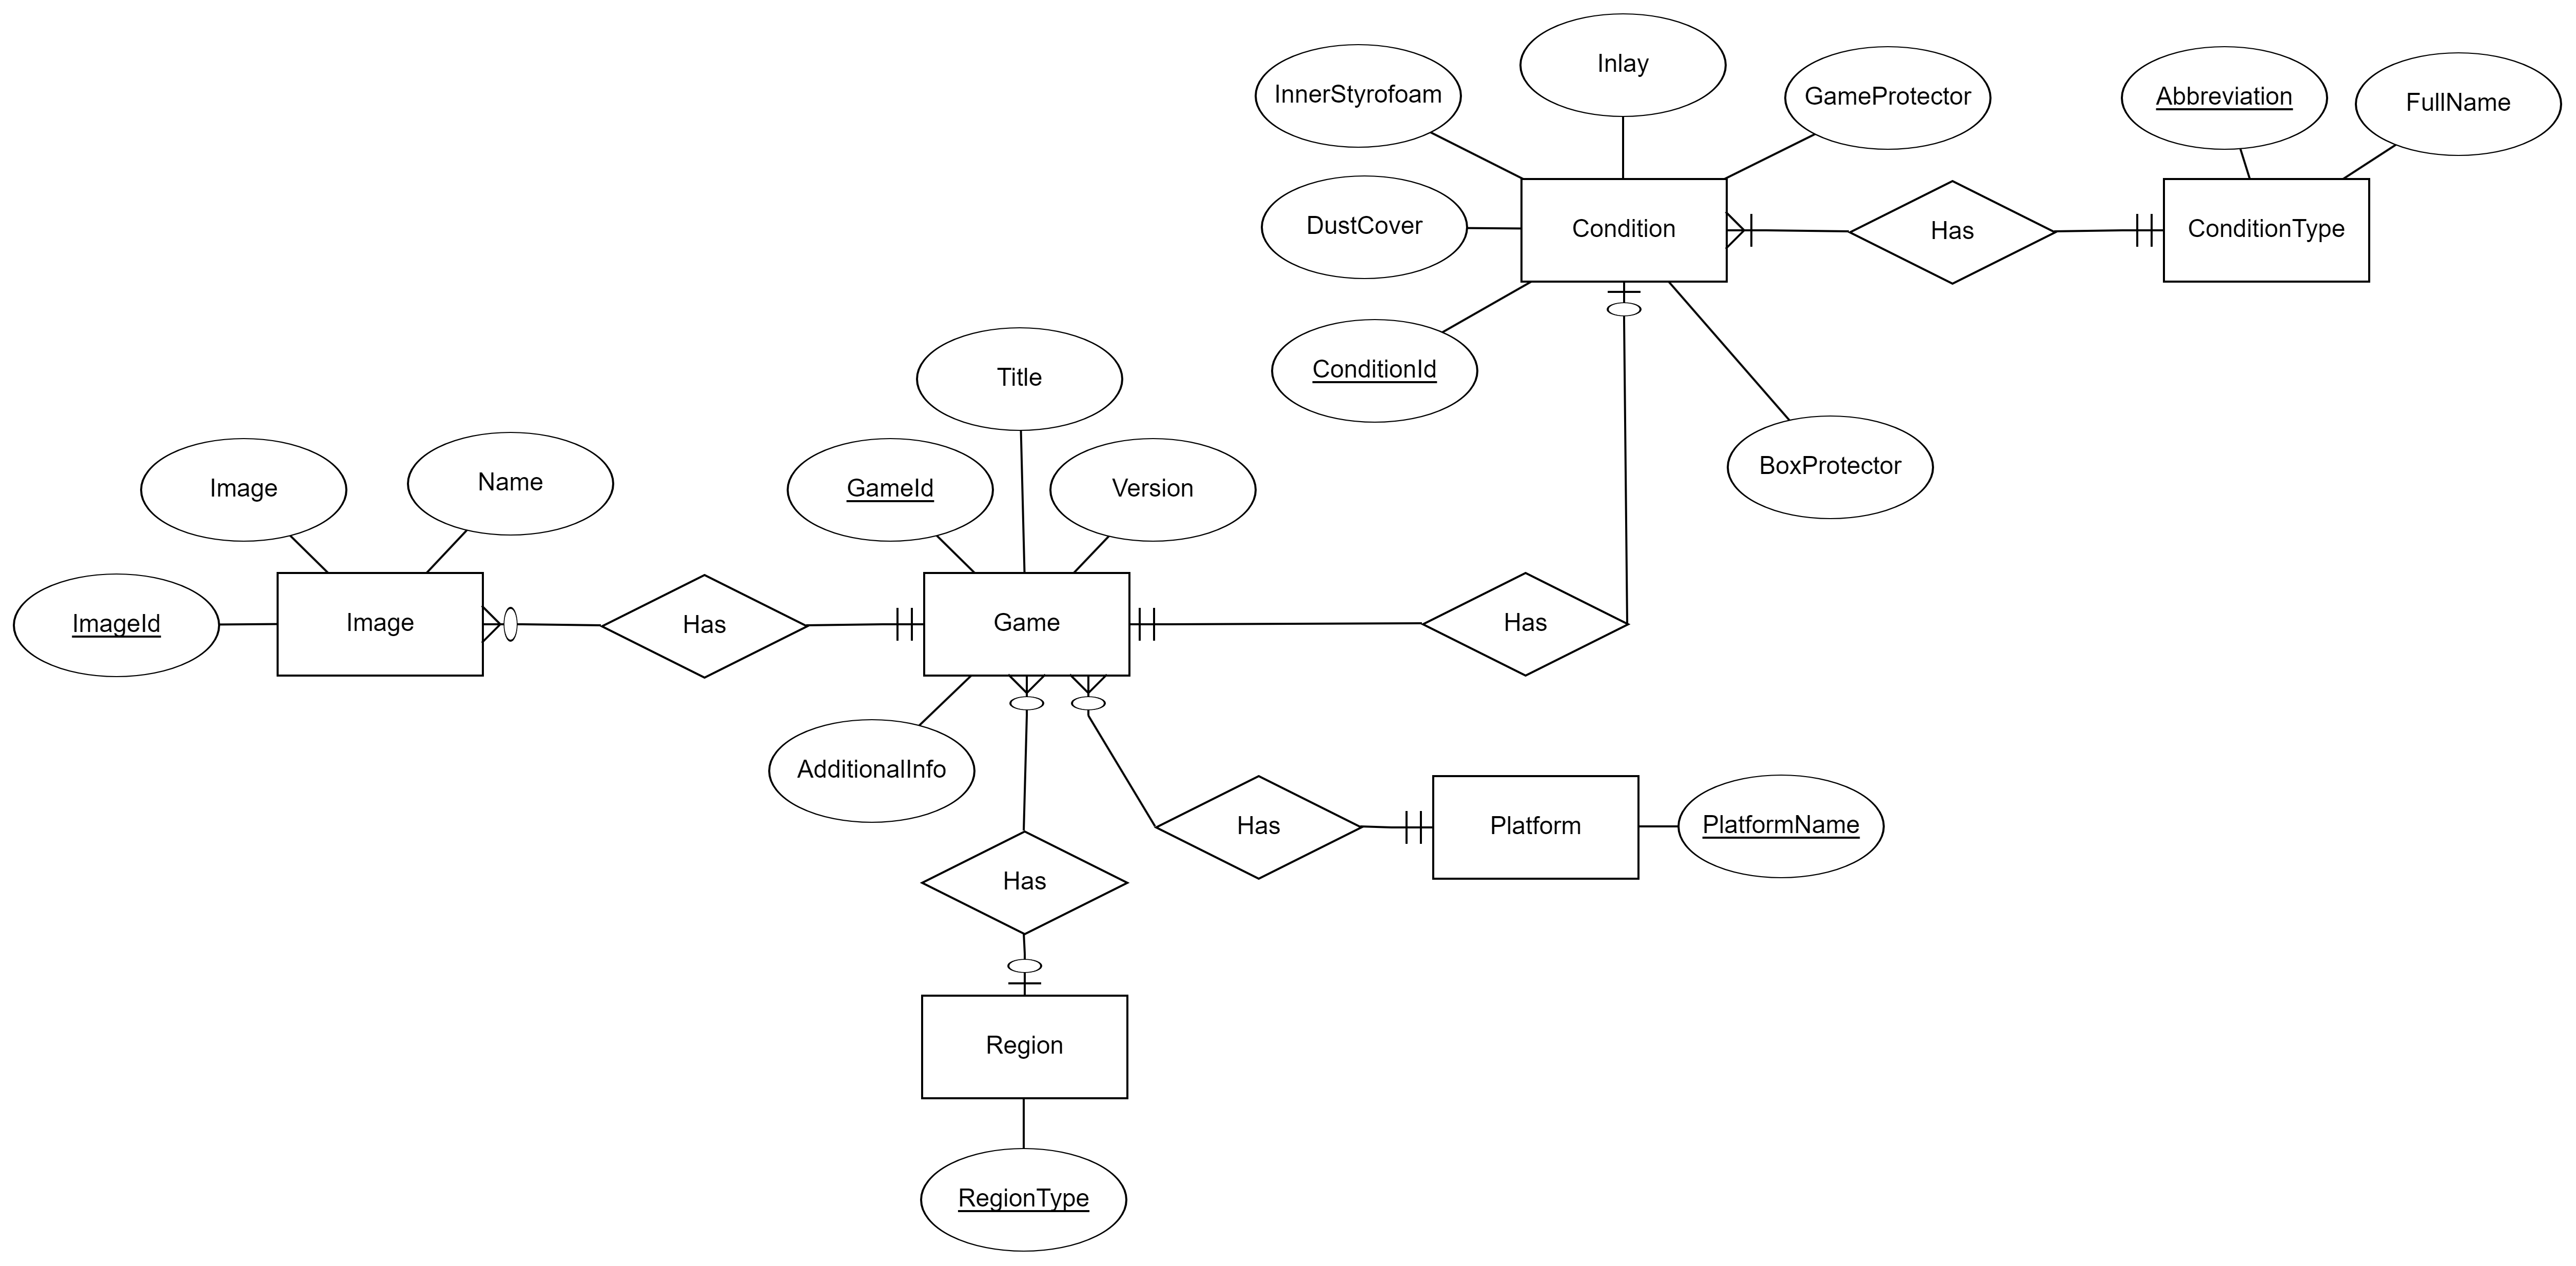 Inlay
InnerStyrofoam
GameProtector
Abbreviation
FullName
DustCover
Condition
Has
ConditionType
ConditionId
Title
BoxProtector
Image
Name
GameId
Version
ImageId
Image
Has
Game
Has
AdditionalInfo
Has
Platform
PlatformName
Has
Region
RegionType